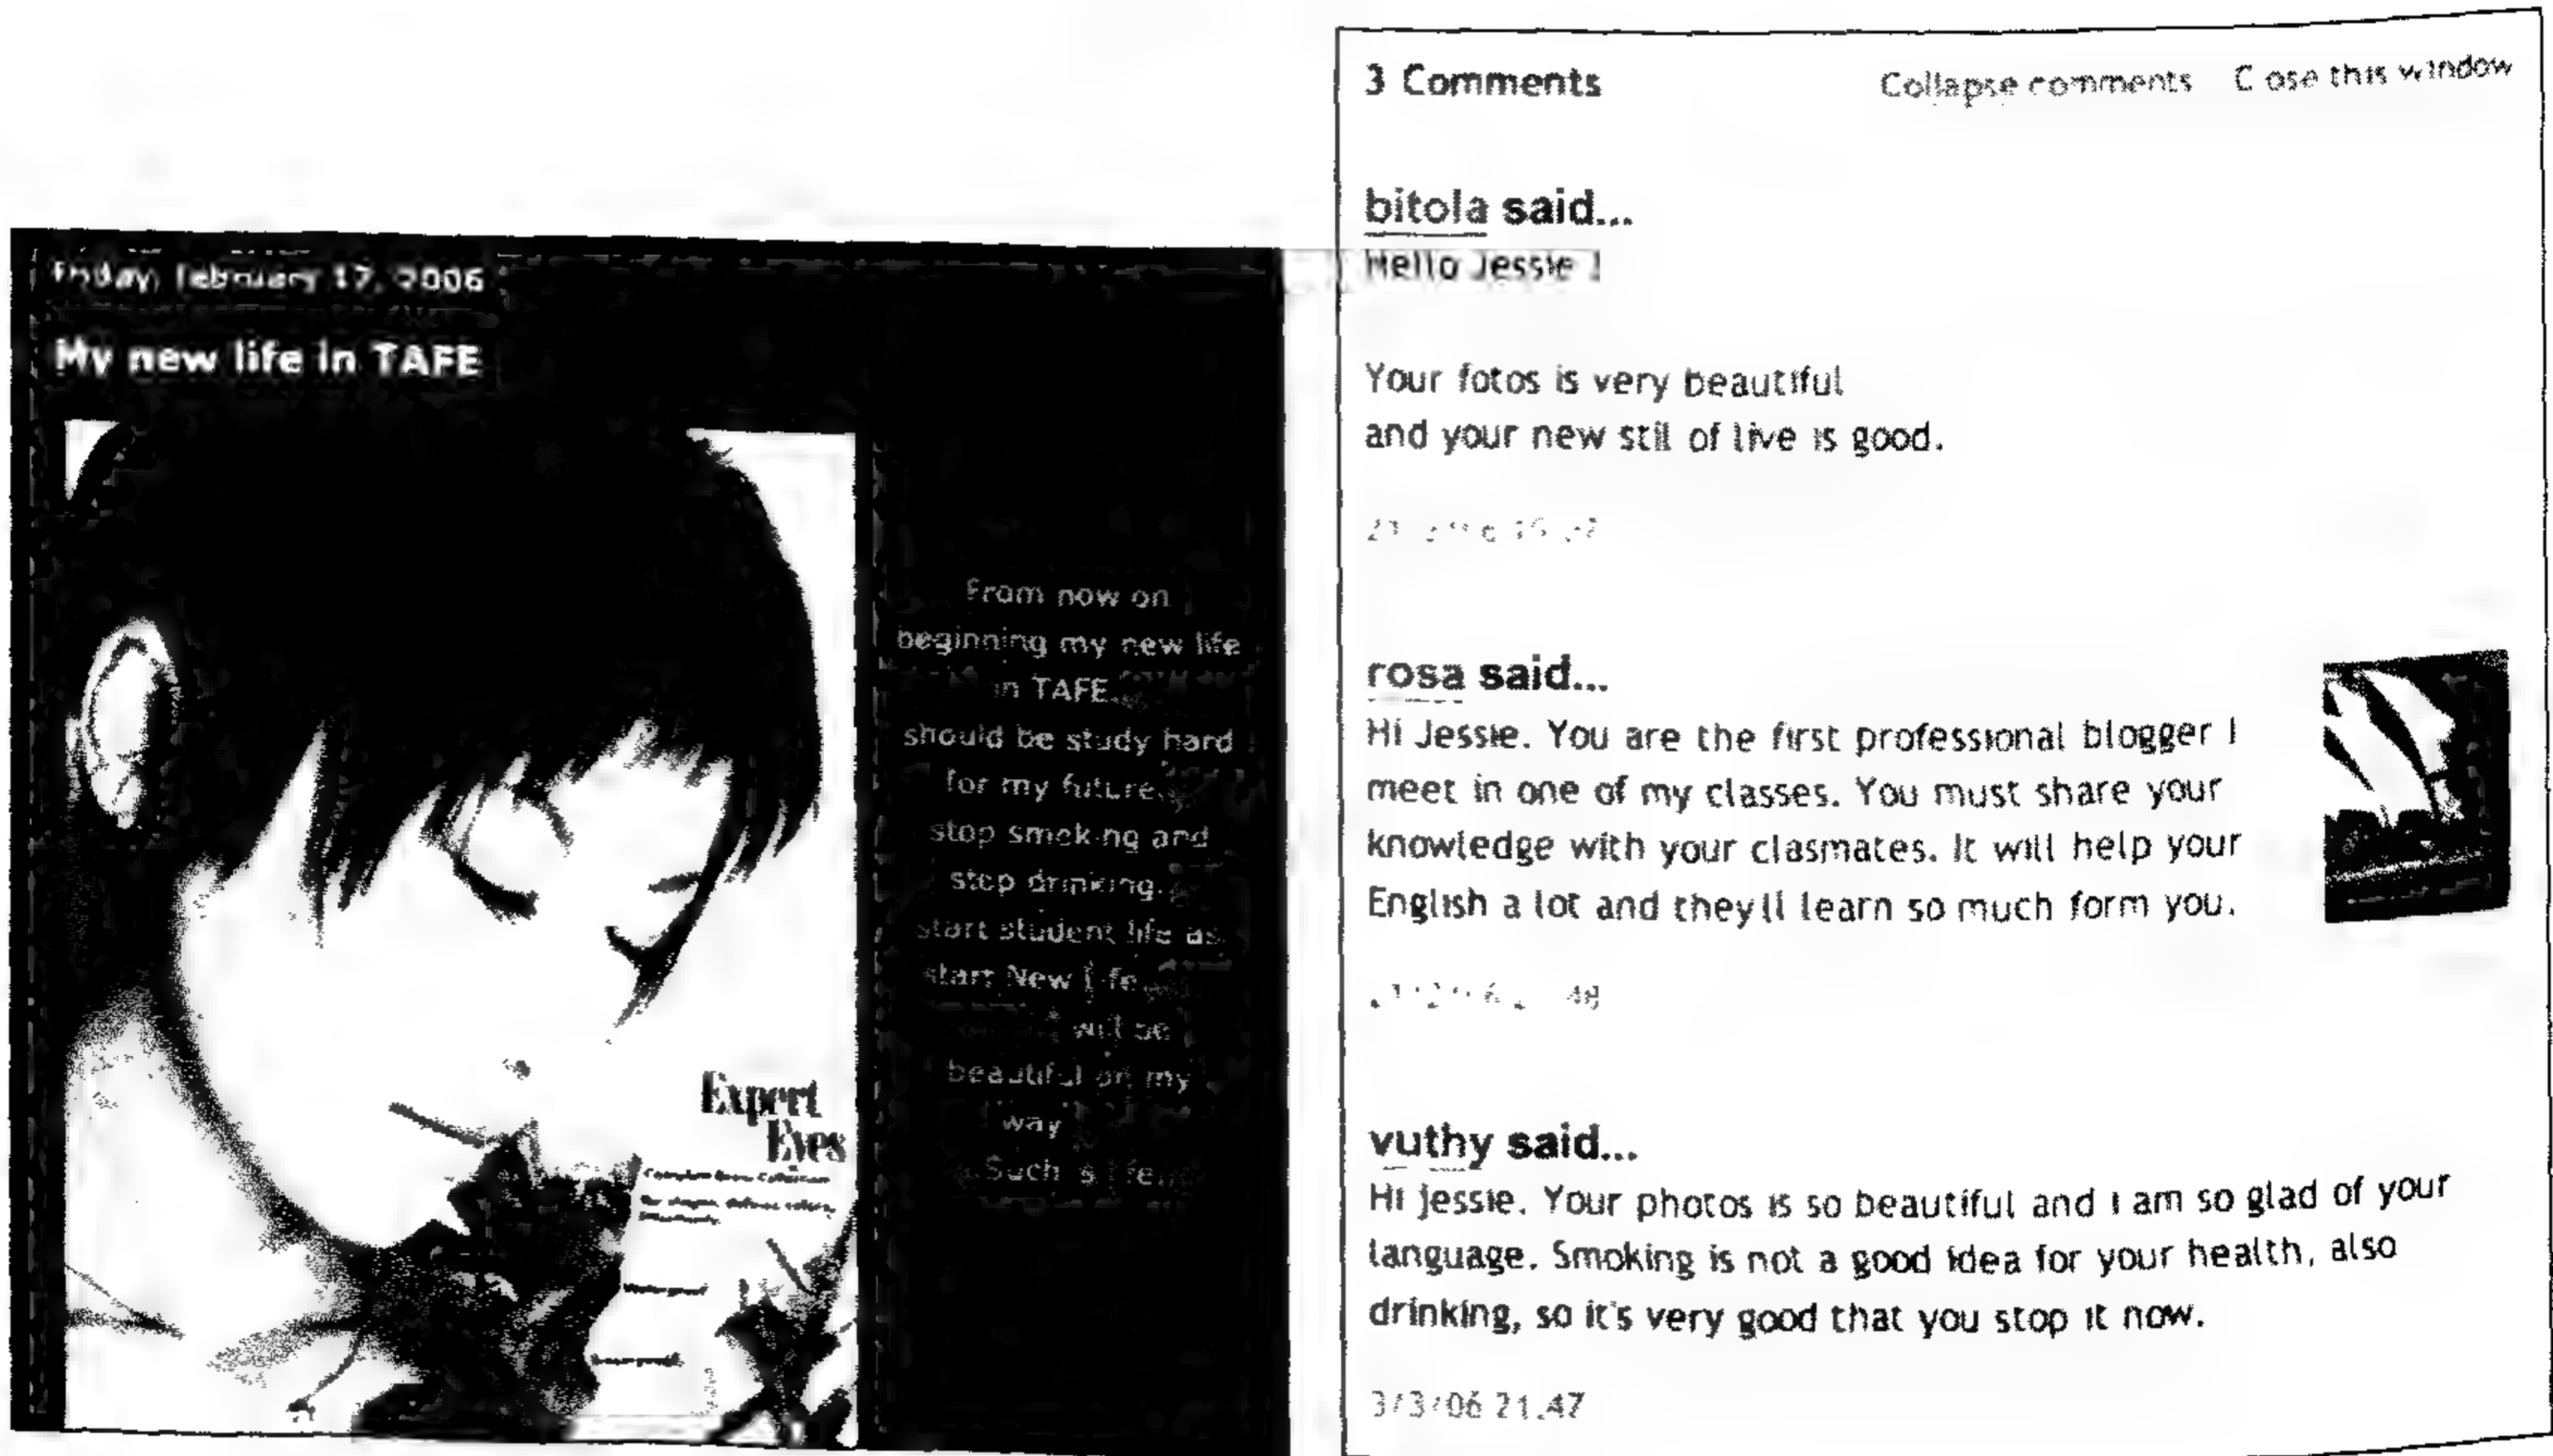 Friday, February 17, 2006
My new life in TAFE
From now on
beginning my new life
in TAFE.
should be study hard
for my future.
stop smoking and
stop drinking.
start student life as
start New Life
will be
beautiful on my
way
Such is life
Expert
Eyes
3 Comments
Collapse comments Close this window
bitola said...
Hello Jessie !
Your fotos is very beautiful
and your new stil of live is good.
rosa said...
Hi Jessie. You are the first professional blogger I
meet in one of my classes. You must share your
knowledge with your clasmates. It will help your
English a lot and they'll learn so much form you.
vuthy said...
Hi jessie. Your photos is so beautiful and i am so glad of your
language. Smoking is not a good idea for your health, also
drinking, so it's very good that you stop it now.
3/3/06 21.47